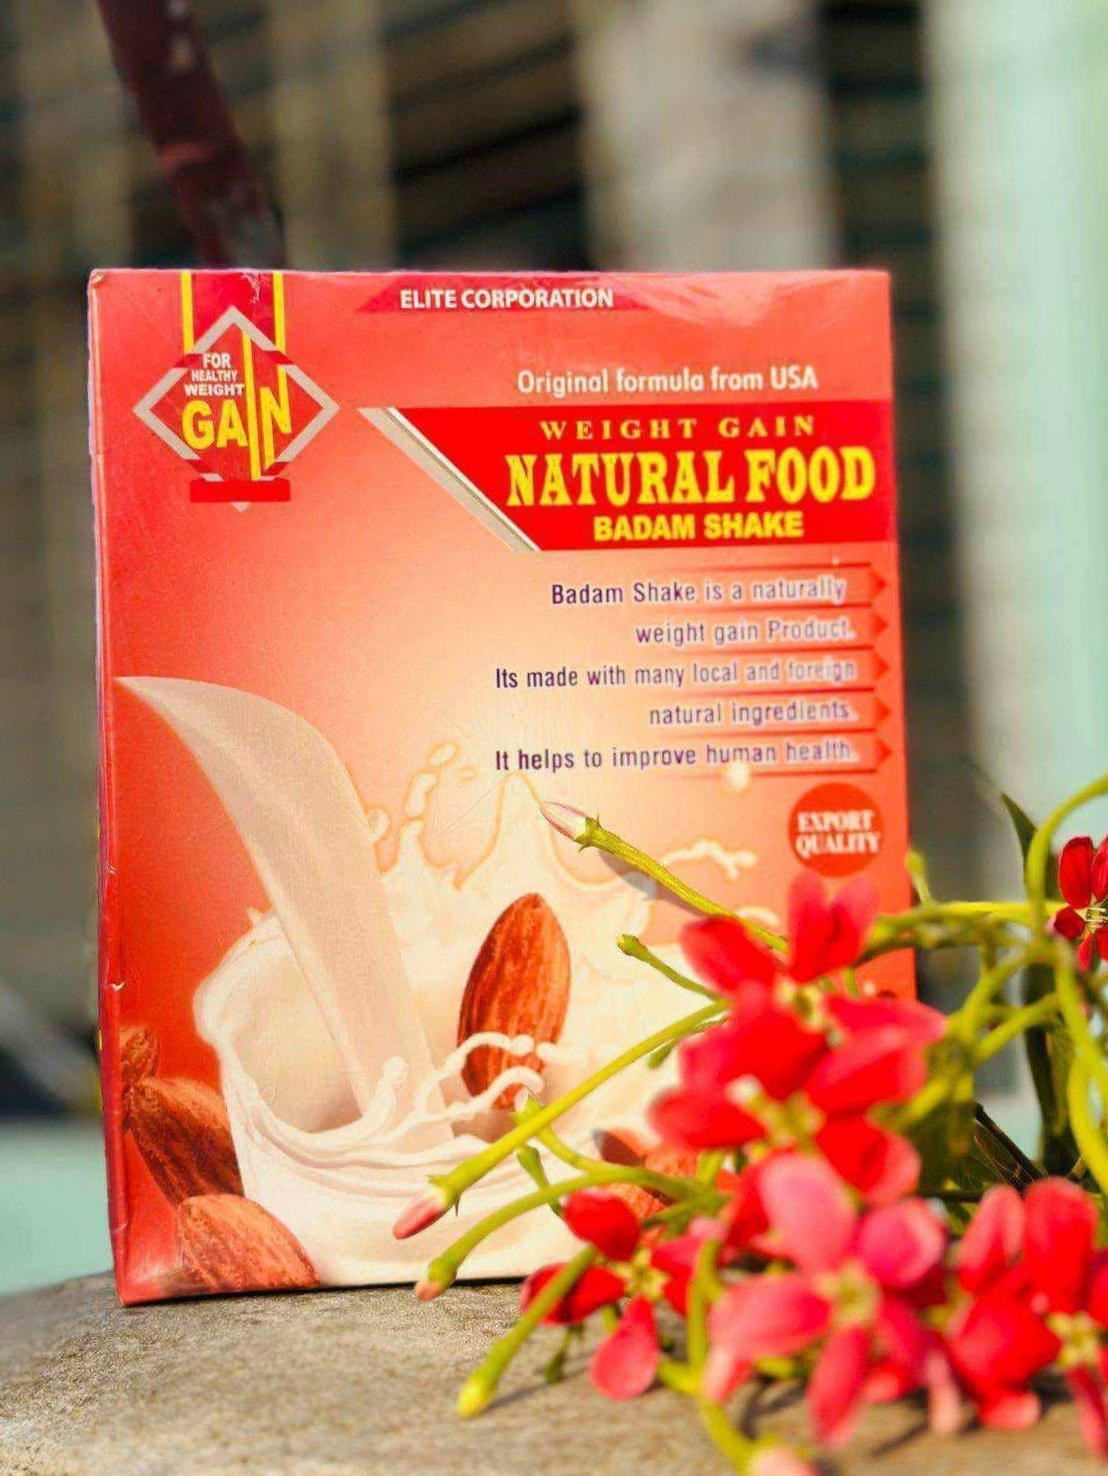 ELITE CORPORATION
FOR
HEALTHY
WEIGHT
GAIN
Original formula from USA
WEIGHT GAIN
NATURAL FOOD
BADAM SHAKE
Badam Shake is a naturally
weight gain Product.
Its made with many local and foreign
natural ingredients.
It helps to improve human health.
EXPORT
QUALITY